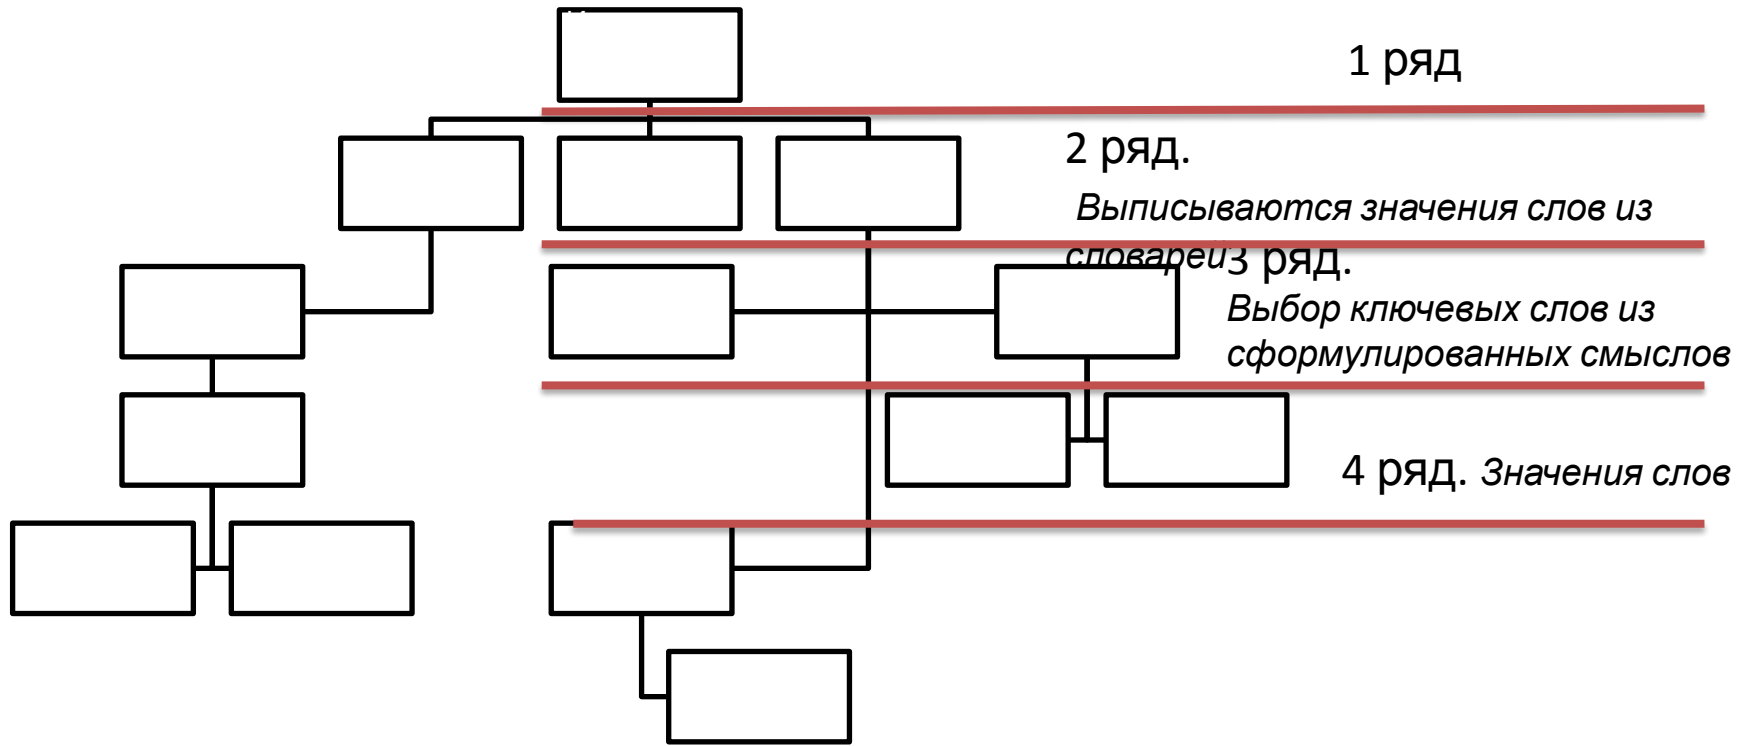 1 ряд
2 ряд.
Выписываются значения слов из
словарей
3 ряд.
Выбор ключевых слов из
сформулированных смыслов
4 ряд. Значения слов